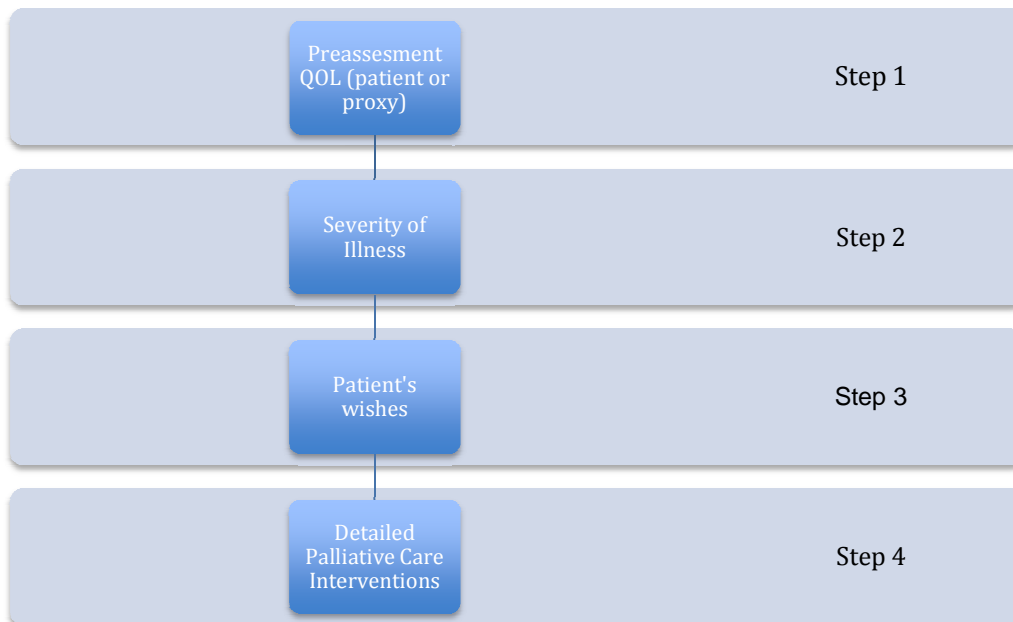 Preassesment
QOL (patient or
proxy)
Step 1
Severity of
Illness
Step 2
Patient's
wishes
Step 3
Detailed
Palliative Care
Interventions
Step 4